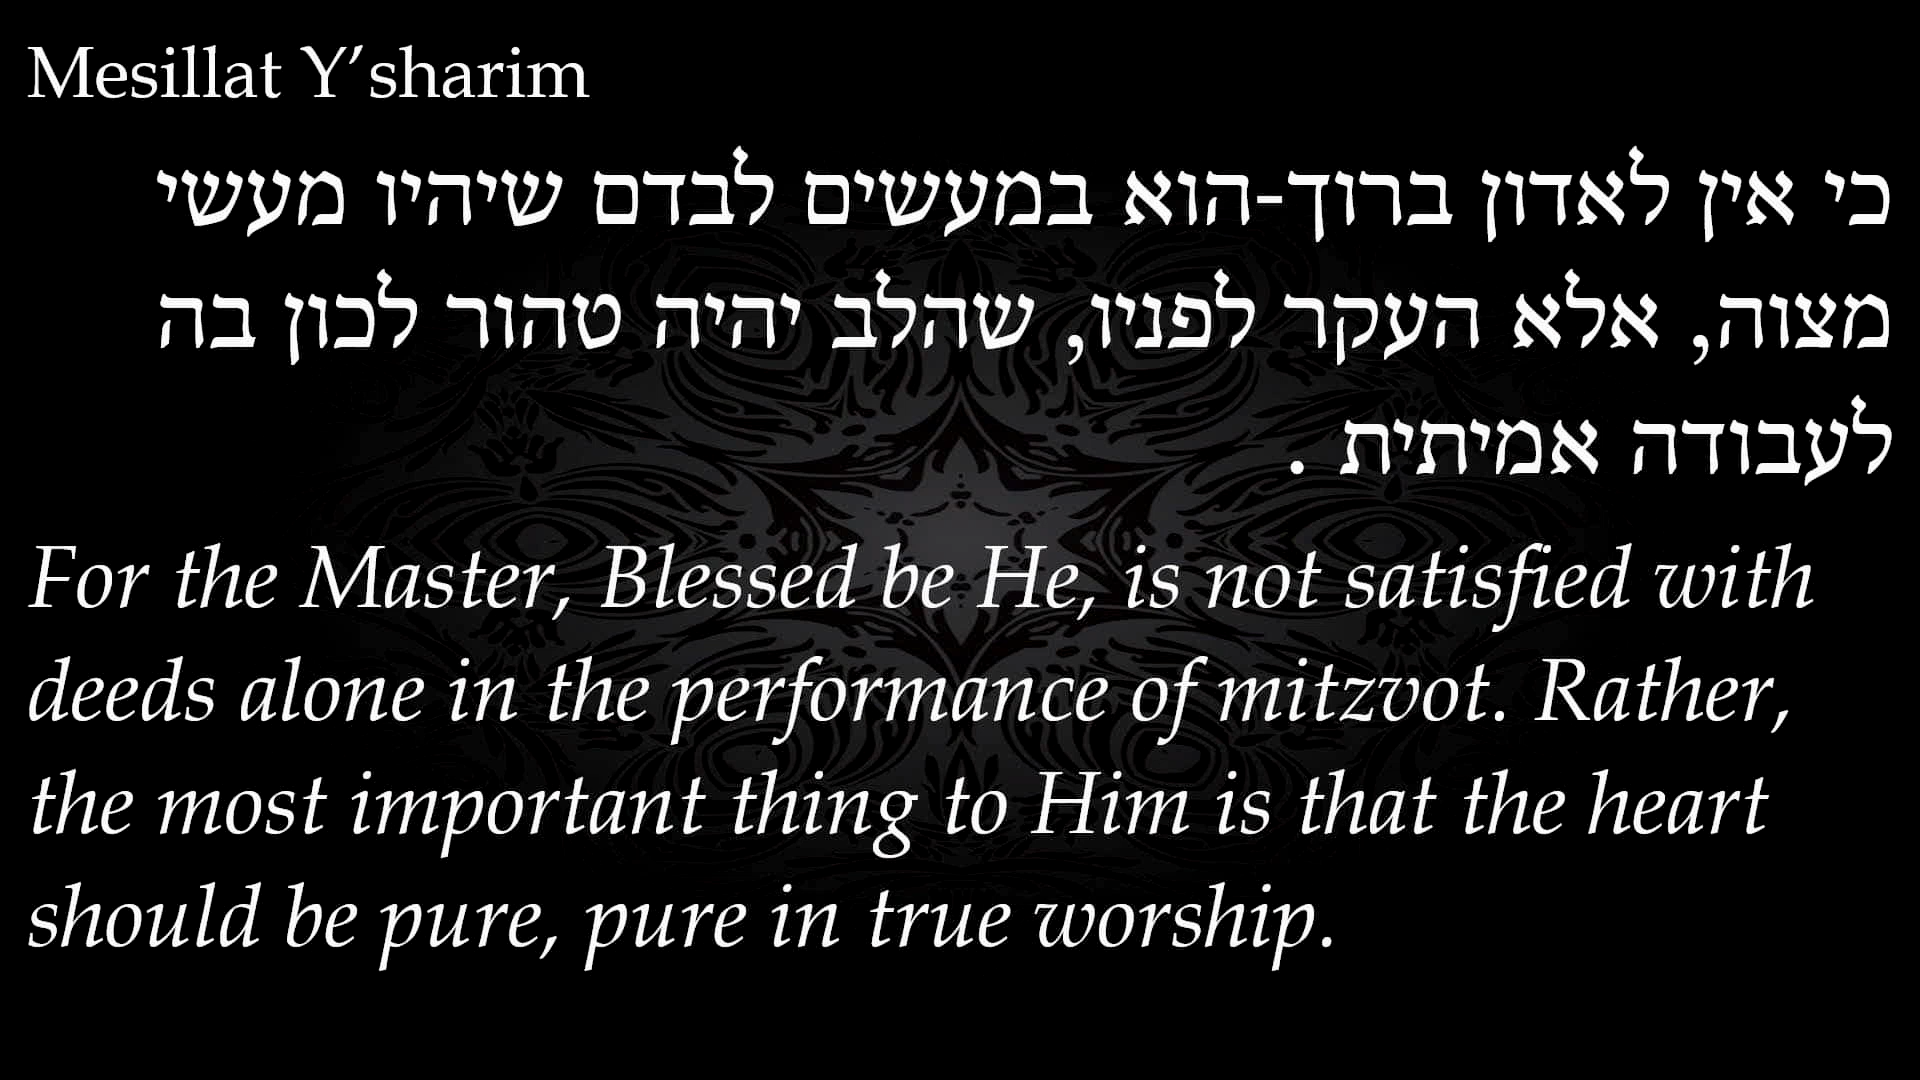 Mesillat Y’sharim
כי אין לאדון ברוך-הוא במעשים לבדם שיהיו מעשי
מצוה, אלא העקר לפניו, שהלב יהיה טהור לכון בה
לעבודה אמיתית .
For the Master, Blessed be He, is not satisfied with
deeds alone in the performance of mitzvot. Rather,
the most important thing to Him is that the heart
should be pure, pure in true worship.